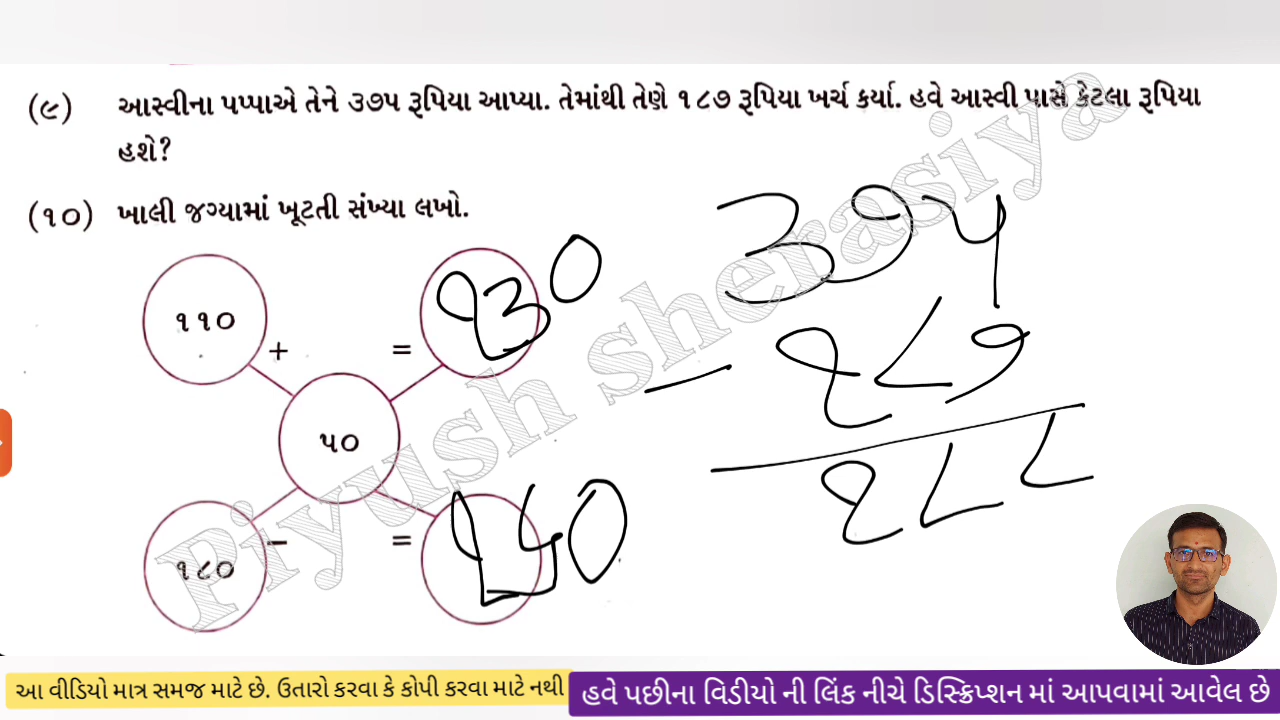 (૯) આસ્વીના પપ્પાએ તેને ૩૭૫ રૂપિયા આપ્યા. તેમાંથી તેણે ૧૮૭ રૂપિયા ખર્ચ કર્યા. હવે આસ્વી પાસે કેટલા રૂપિયા
હશે?
(૧૦) ખાલી જગ્યામાં ખૂટતી સંખ્યા લખો.
૧૧૦ + = ૧૩૦
૫૦
૧૮૦ - = ૧૬૦
૩૭૫
- ૧૮૭
૧૮૮
Piyush sherasiya
આ વીડિયો માત્ર સમજ માટે છે. ઉતારો કરવા કે કોપી કરવા માટે નથી
હવે પછીના વિડીયો ની લિંક નીચે ડિસ્ક્રિપ્શન માં આપવામાં આવેલ છે